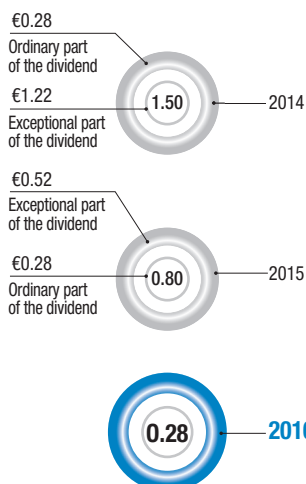 €0.28
Ordinary part
of the dividend
€1.22
Exceptional part
of the dividend
1.50
2014
€0.52
Exceptional part
of the dividend
€0.28
Ordinary part
of the dividend
0.80
2015
0.28
2016